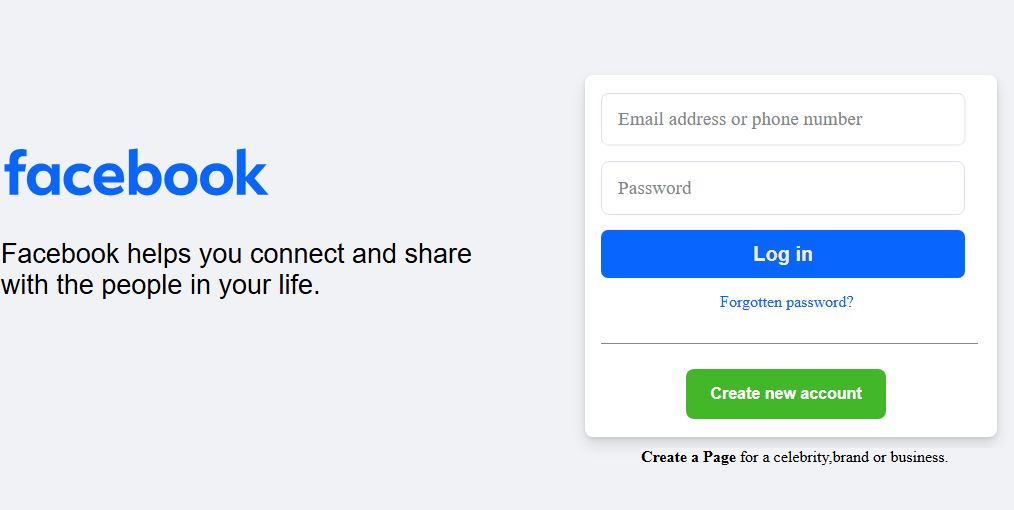 facebook
Facebook helps you connect and share
with the people in your life.
Email address or phone number
Password
Log in
Forgotten password?
Create new account
Create a Page for a celebrity,brand or business.